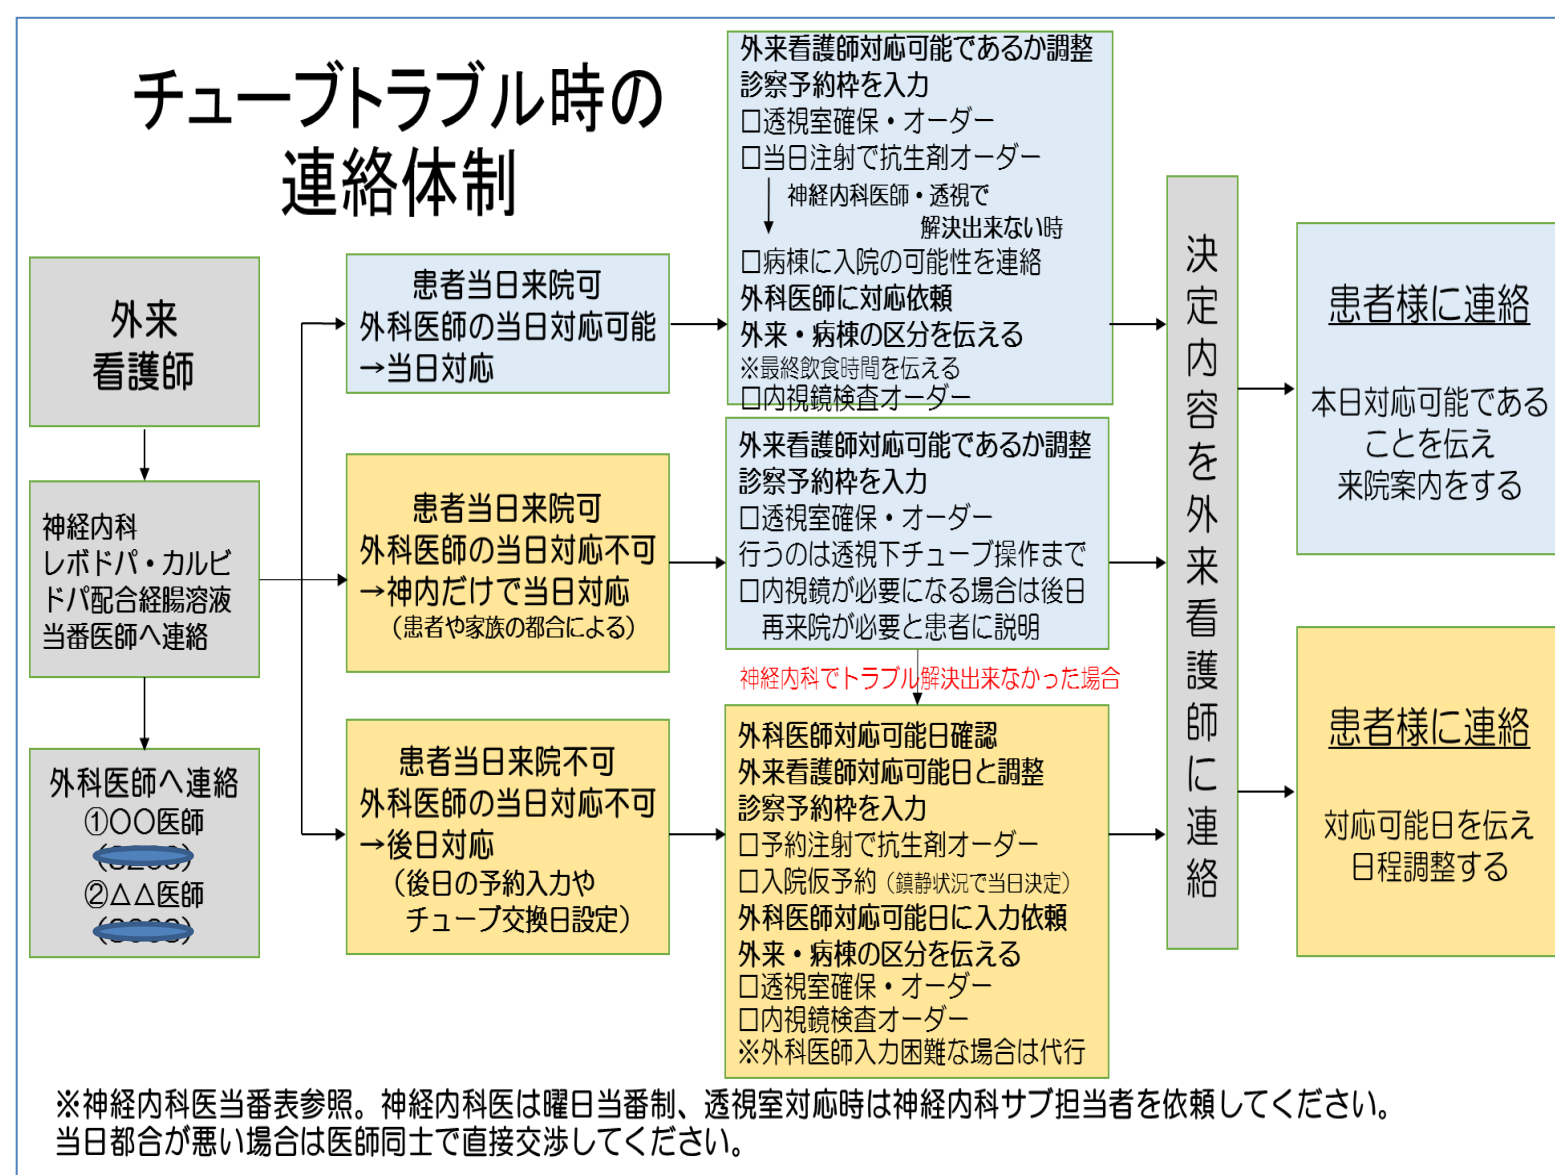 チューブトラブル時の
連絡体制
外来
看護師
神経内科
レボドパ・カルビ
ドパ配合経腸溶液
当番医師へ連絡
外科医師へ連絡
①〇〇医師
②△△医師
患者当日来院可
外科医師の当日対応可能
→当日対応
患者当日来院可
外科医師の当日対応不可
→神内だけで当日対応
（患者や家族の都合による）
患者当日来院不可
外科医師の当日対応不可
→後日対応
（後日の予約入力や
チューブ交換日設定）
外来看護師対応可能であるか調整
診察予約枠を入力
□透視室確保・オーダー
□当日注射で抗生剤オーダー
神経内科医師・透視で
解決出来ない時
□病棟に入院の可能性を連絡
外科医師に対応依頼
外来・病棟の区分を伝える
※最終飲食時間を伝える
□内視鏡検査オーダー
外来看護師対応可能であるか調整
診察予約枠を入力
□透視室確保・オーダー
行うのは透視下チューブ操作まで
□内視鏡が必要になる場合は後日
再来院が必要と患者に説明
神経内科でトラブル解決出来なかった場合
外科医師対応可能日確認
外来看護師対応可能日と調整
診察予約枠を入力
□予約注射で抗生剤オーダー
□入院仮予約（鎮静状況で当日決定）
外科医師対応可能日に入力依頼
外来・病棟の区分を伝える
□透視室確保・オーダー
□内視鏡検査オーダー
※外科医師入力困難な場合は代行
決定内容を外来看護師に連絡
患者様に連絡
本日対応可能である
ことを伝え
来院案内をする
患者様に連絡
対応可能日を伝え
日程調整する
※神経内科医当番表参照。神経内科医は曜日当番制、透視室対応時は神経内科サブ担当者を依頼してください。
当日都合が悪い場合は医師同士で直接交渉してください。